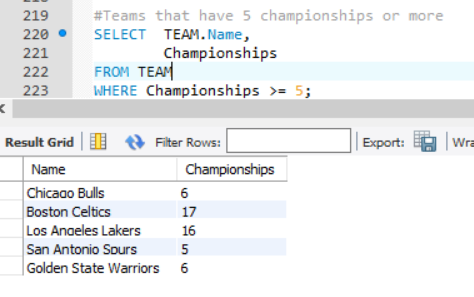 219 #Teams that have 5 championships or more
220 SELECT TEAM.Name,
221 Championships
222 FROM TEAM
223 WHERE Championships >= 5;
Result Grid Filter Rows: Export: Wra
Name Championships
Chicago Bulls 6
Boston Celtics 17
Los Angeles Lakers 16
San Antonio Spurs 5
Golden State Warriors 6